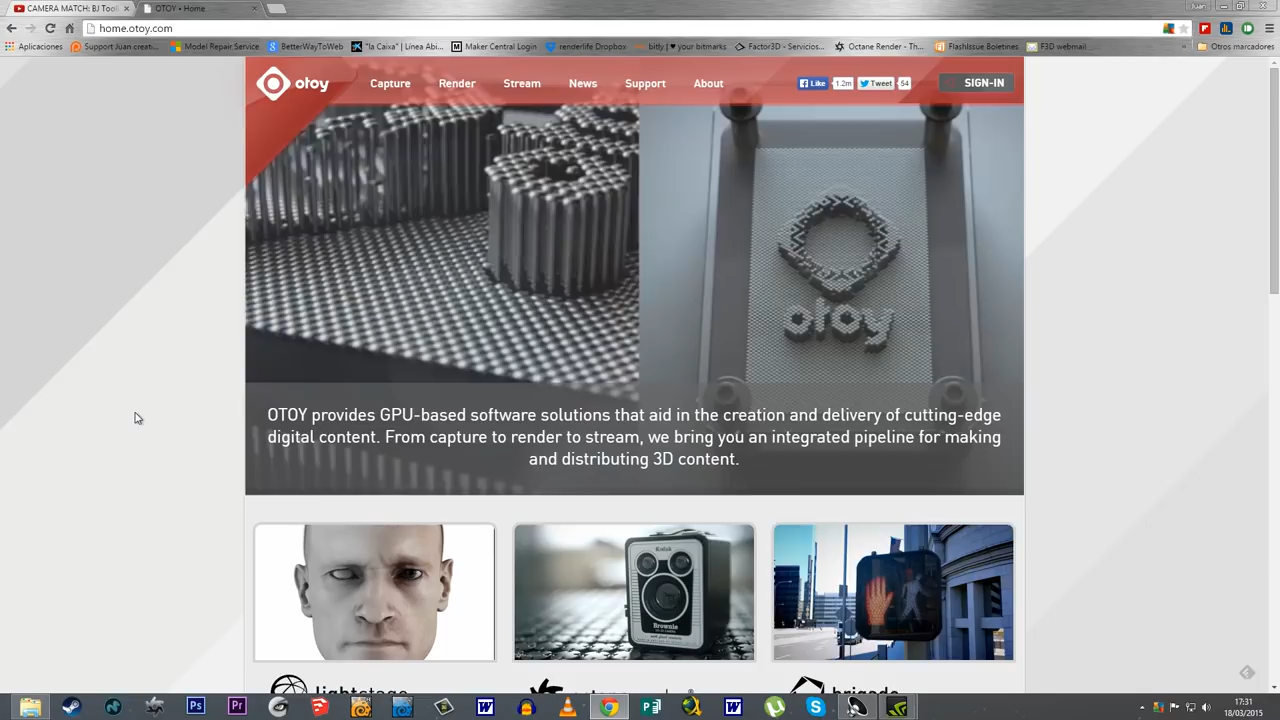 CAMERA MATCH: BJ Tool
OTOY • Home
Juan
home.otoy.com
Aplicaciones
Support Juan creati...
Model Repair Service
BetterWayToWeb
"la Caixa" | Línea Abi...
Maker Central Login
renderlife Dropbox
bitly | ♥ your bitmarks
Factor3D - Servicios...
Octane Render - Th...
FlashIssue Boletines
F3D webmail
Otros marcadores
otoy
Capture
Render
Stream
News
Support
About
Like
1.2m
Tweet
54
SIGN-IN
otoy
OTOY provides GPU-based software solutions that aid in the creation and delivery of cutting-edge
digital content. From capture to render to stream, we bring you an integrated pipeline for making
and distributing 3D content.
Kodak
Brownie
lightstage
brigade
17:31
18/03/2015